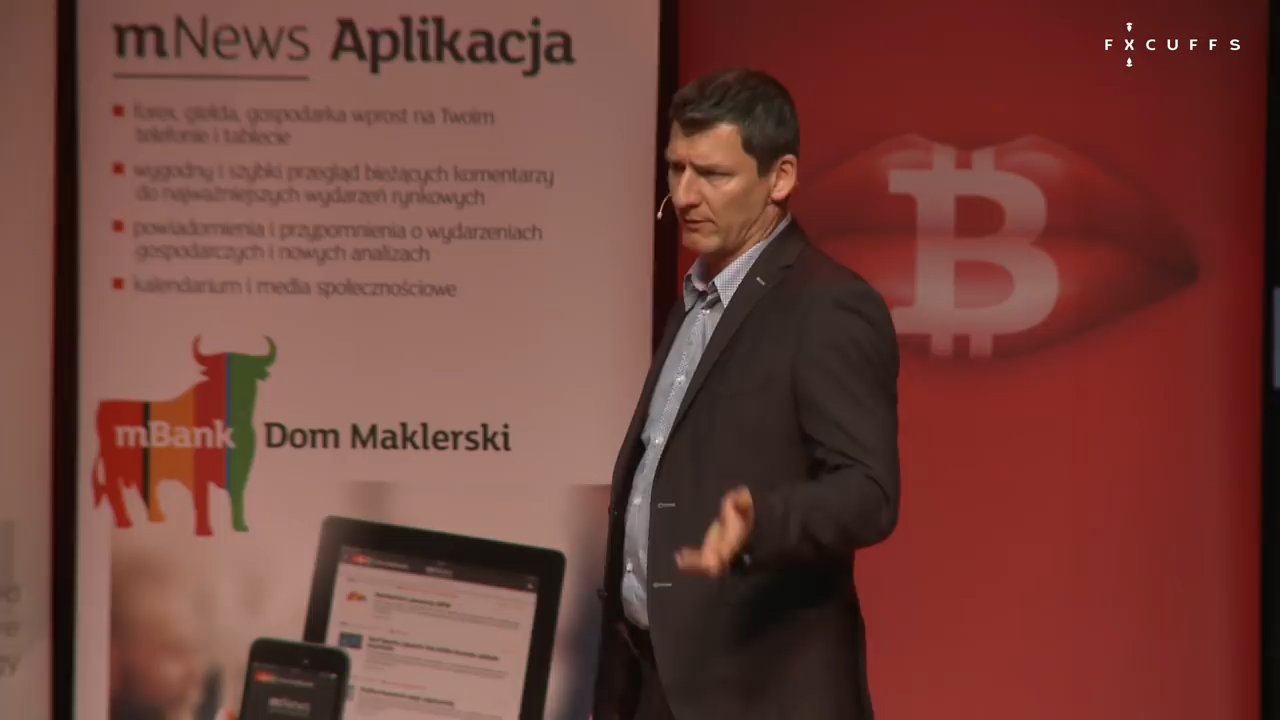 mNews Aplikacja
forex, giełda, gospodarka wprost na Twoim
telefonie i tablecie
wygodny i szybki przegląd bieżących komentarzy
do najważniejszych wydarzeń rynkowych
powiadomienia i przypomnienia o wydarzeniach
gospodarczych i nowych analizach
kalendarium i media społecznościowe
mBank Dom Maklerski
mNews
FXCUFFS